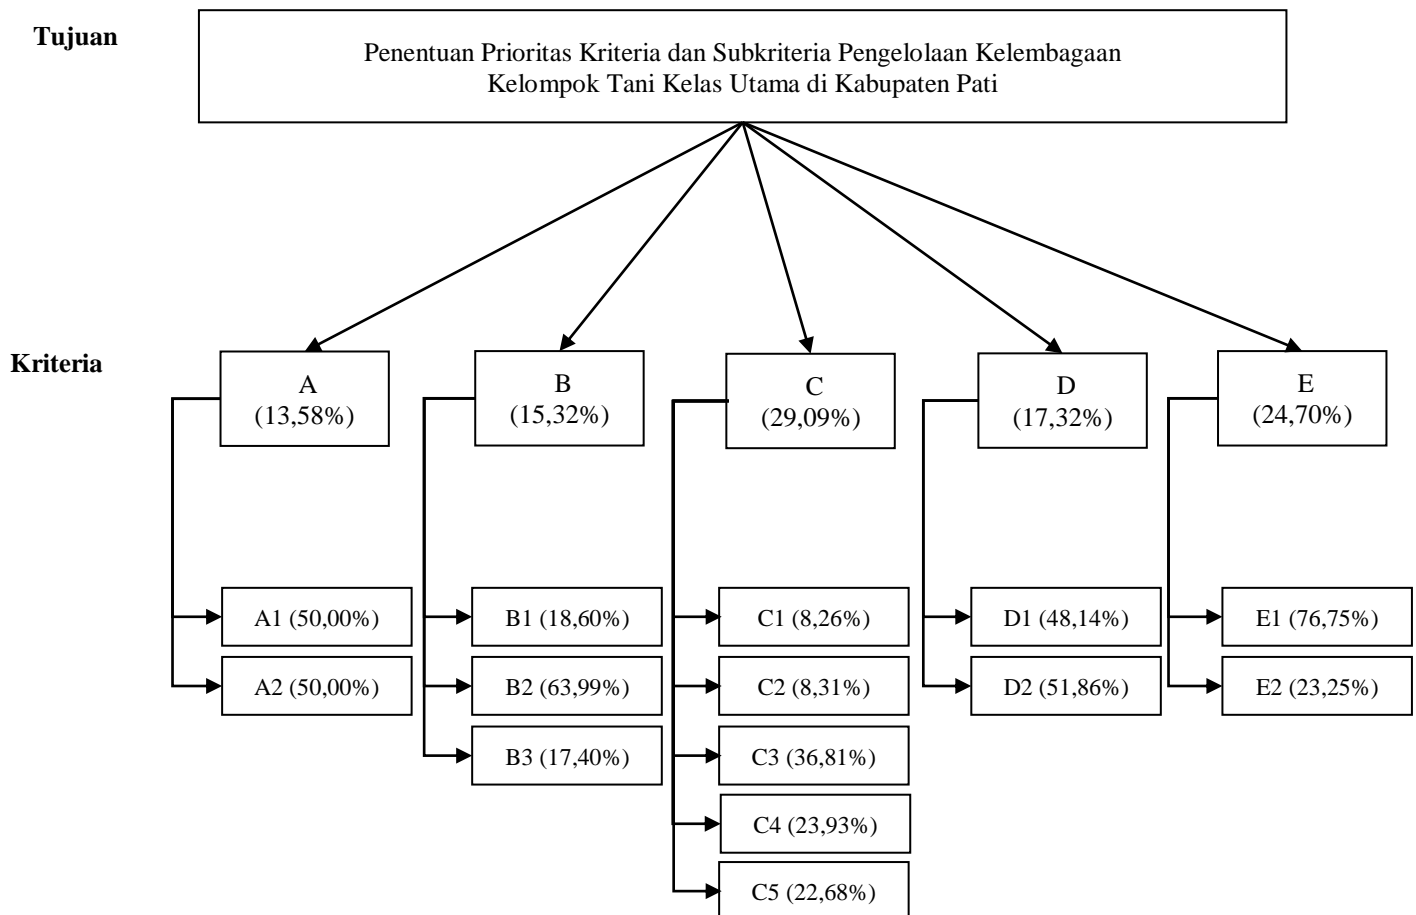 Tujuan
Penentuan Prioritas Kriteria dan Subkriteria Pengelolaan Kelembagaan
Kelompok Tani Kelas Utama di Kabupaten Pati
Kriteria
A
(13,58%)
B
(15,32%)
C
(29,09%)
D
(17,32%)
E
(24,70%)
A1 (50,00%)
B1 (18,60%)
C1 (8,26%)
D1 (48,14%)
E1 (76,75%)
A2 (50,00%)
B2 (63,99%)
C2 (8,31%)
D2 (51,86%)
E2 (23,25%)
B3 (17,40%)
C3 (36,81%)
C4 (23,93%)
C5 (22,68%)